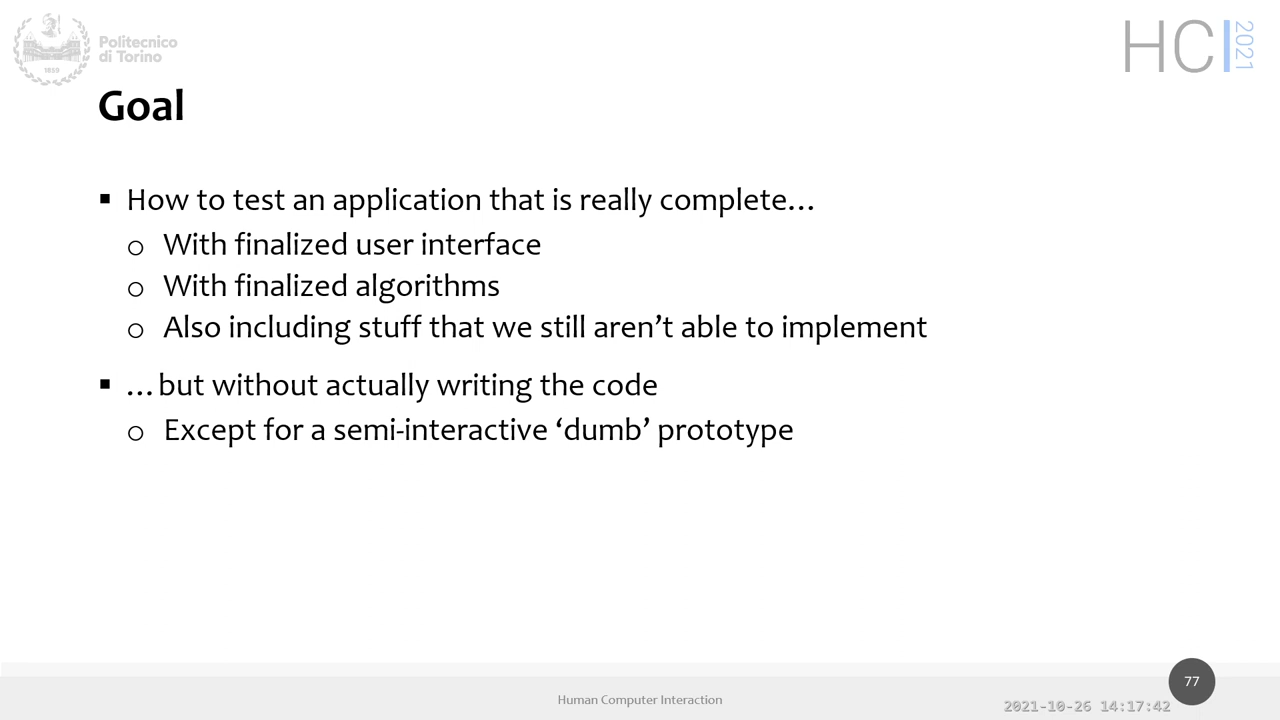 Politecnico
di Torino
1859
HCI 2021
Goal
▪ How to test an application that is really complete…
o With finalized user interface
o With finalized algorithms
o Also including stuff that we still aren’t able to implement
▪ …but without actually writing the code
o Except for a semi-interactive ‘dumb’ prototype
77
Human Computer Interaction
2021-10-26 14:17:42